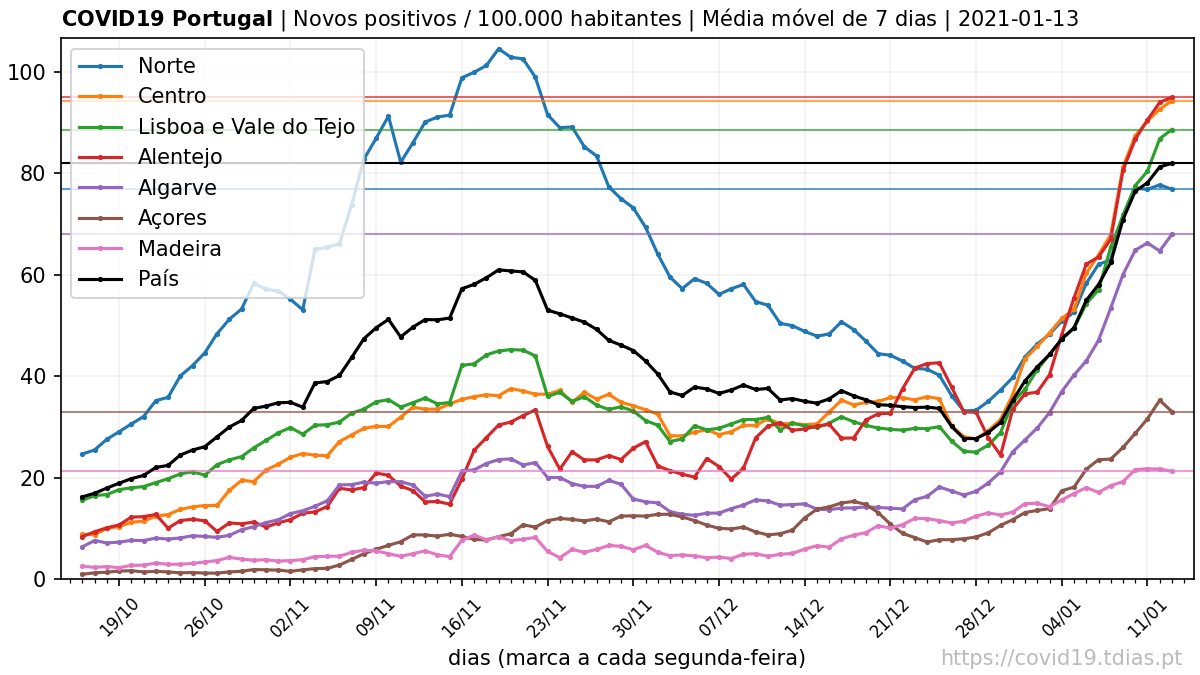 COVID19 Portugal | Novos positivos / 100.000 habitantes | Média móvel de 7 dias | 2021-01-13
100
80
60
40
20
0
Norte
Centro
Lisboa e Vale do Tejo
Alentejo
Algarve
Açores
Madeira
País
19/10
26/10
02/11
09/11
16/11
23/11
30/11
07/12
14/12
21/12
28/12
04/01
11/01
dias (marca a cada segunda-feira)
https://covid19.tdias.pt